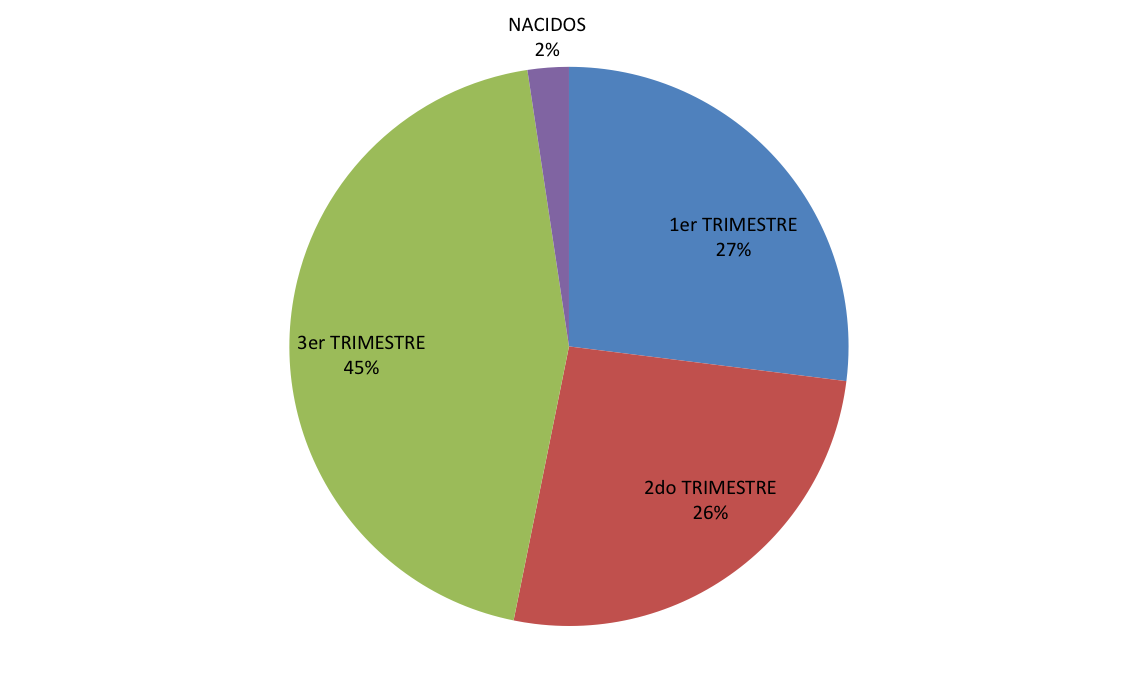 NACIDOS
2%
1er TRIMESTRE
27%
3er TRIMESTRE
45%
2do TRIMESTRE
26%